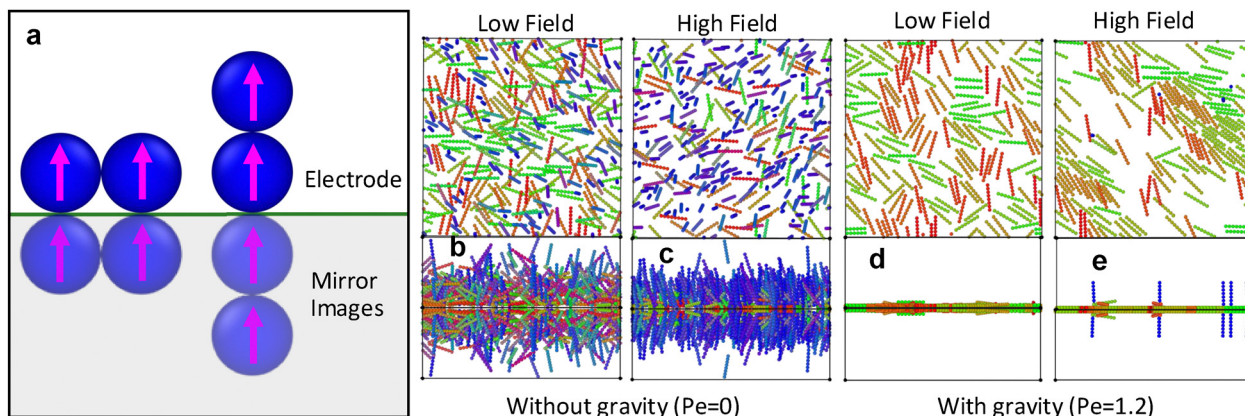 a
Electrode
Mirror
Images
Low Field
High Field
Low Field
High Field
b
c
d
e
Without gravity (Pe=0)
With gravity (Pe=1.2)